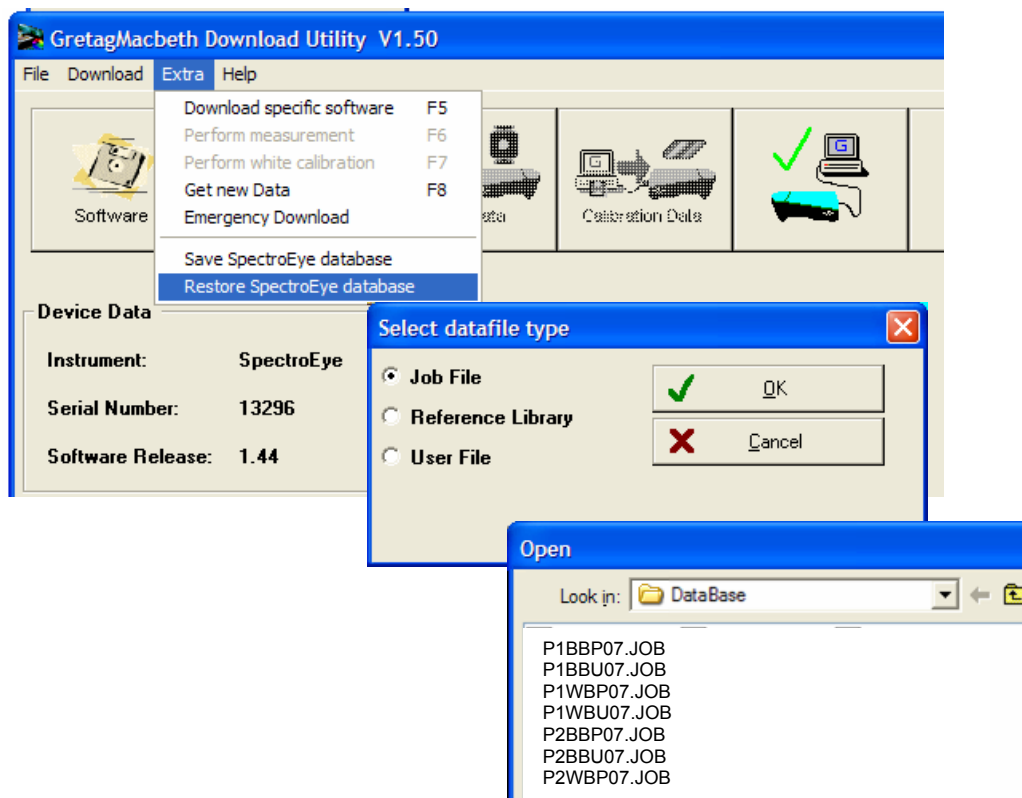 GretagMacbeth Download Utility V1.50
File Download Extra Help
Download specific software F5
Perform measurement F6
Perform white calibration F7
Get new Data F8
Emergency Download
Save SpectroEye database
Restore SpectroEye database
Software
ata
Calibration Data
G
G
Device Data
Instrument: SpectroEye
Serial Number: 13296
Software Release: 1.44
Select datafile type
Job File
Reference Library
User File
OK
Cancel
Open
Look in: DataBase
P1BBP07.JOB
P1BBU07.JOB
P1WBP07.JOB
P1WBU07.JOB
P2BBP07.JOB
P2BBU07.JOB
P2WBP07.JOB